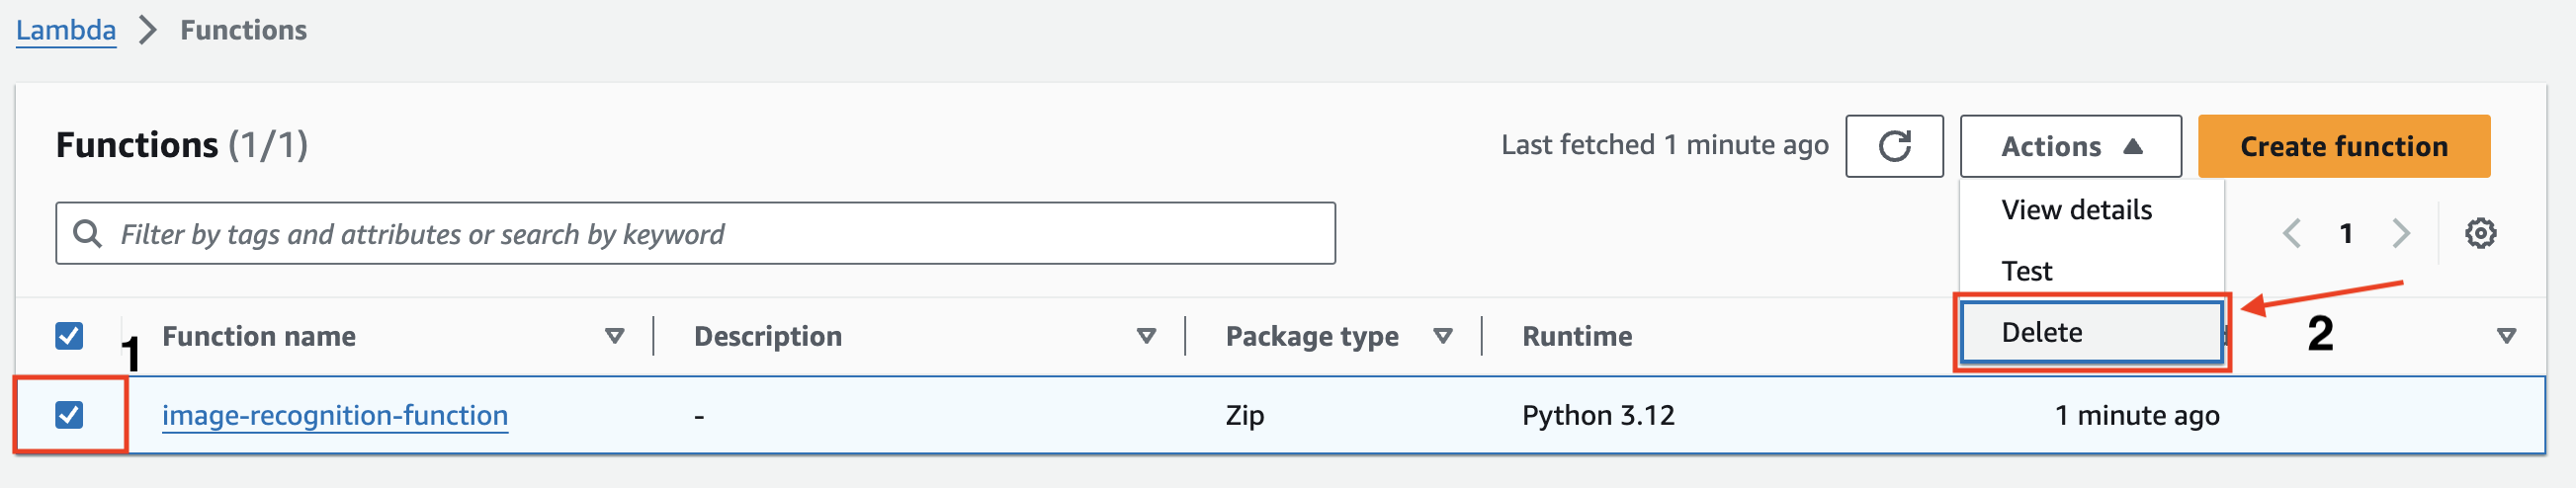 Lambda > Functions
Functions (1/1)
Last fetched 1 minute ago
Actions
Create function
Filter by tags and attributes or search by keyword
View details
1
Test
Delete
2
Function name
Description
Package type
Runtime
1
image-recognition-function
-
Zip
Python 3.12
1 minute ago